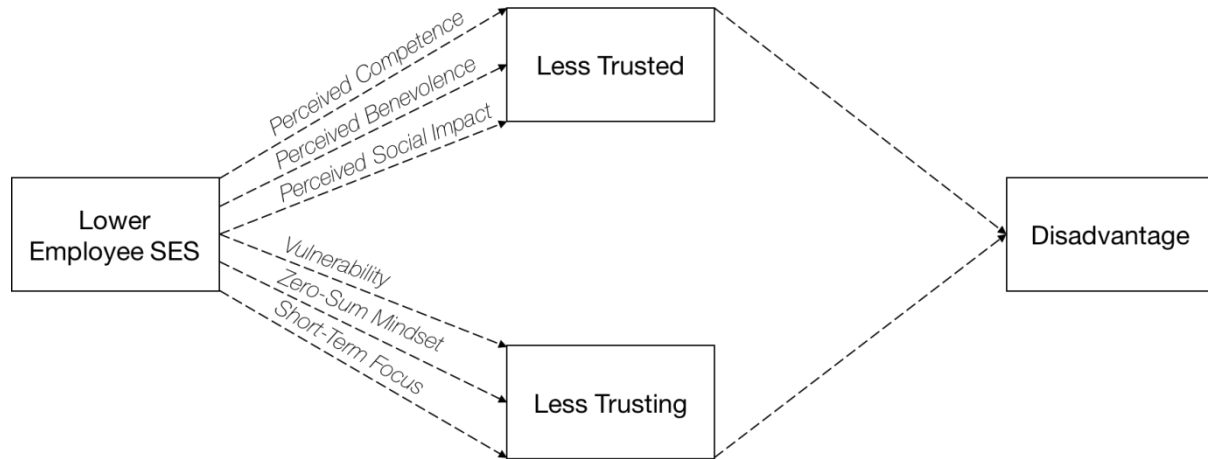 Less Trusted
Perceived Competence
Perceived Benevolence
Perceived Social Impact
Lower
Employee SES
Disadvantage
Vulnerability
Zero-Sum Mindset
Short-Term Focus
Less Trusting